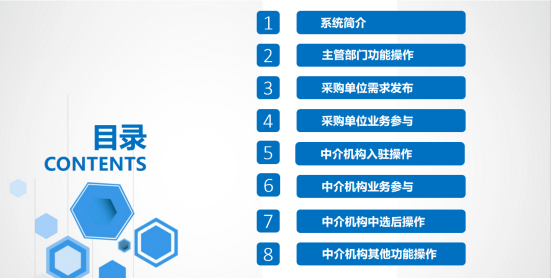 目录
CONTENTS
1 系统简介
2 主管部门功能操作
3 采购单位需求发布
4 采购单位业务参与
5 中介机构入驻操作
6 中介机构业务参与
7 中介机构中选后操作
8 中介机构其他功能操作